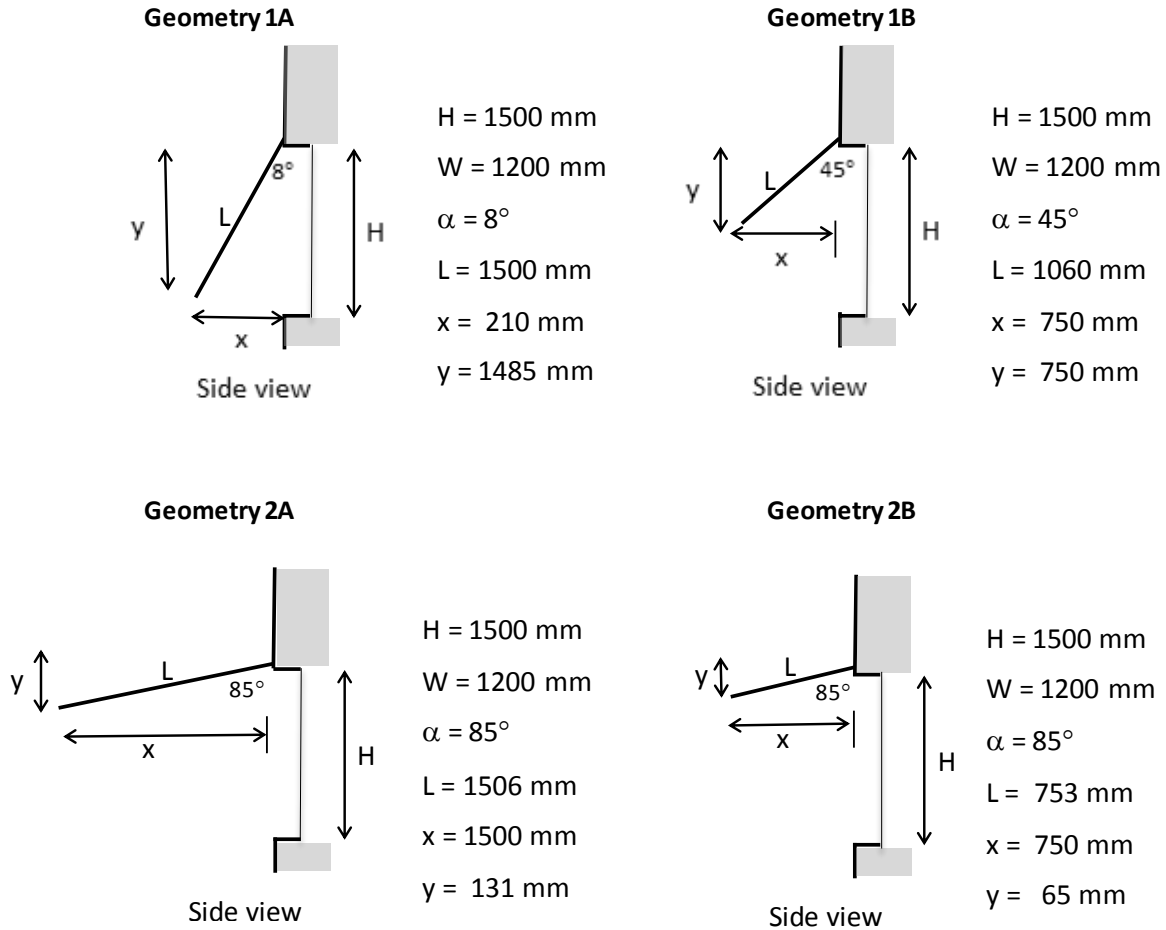 Geometry 1A
8°
L
y
x
H
Side view
H = 1500 mm
W = 1200 mm
α = 8°
L = 1500 mm
x = 210 mm
y = 1485 mm
Geometry 1B
45°
L
y
x
H
Side view
H = 1500 mm
W = 1200 mm
α = 45°
L = 1060 mm
x = 750 mm
y = 750 mm
Geometry 2A
L
y
85°
x
H
Side view
H = 1500 mm
W = 1200 mm
α = 85°
L = 1506 mm
x = 1500 mm
y = 131 mm
Geometry 2B
L
y
85°
x
H
Side view
H = 1500 mm
W = 1200 mm
α = 85°
L = 753 mm
x = 750 mm
y = 65 mm